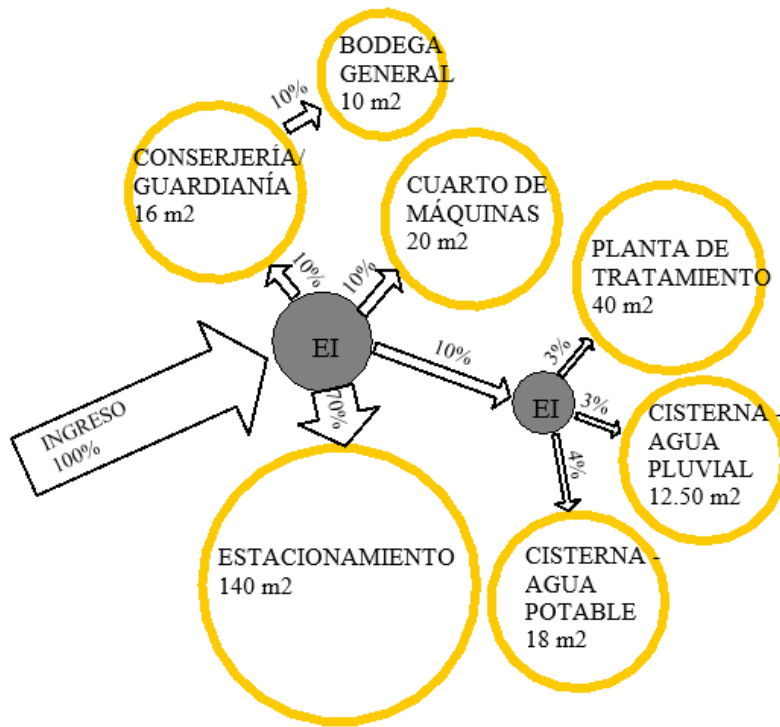 BODEGA
GENERAL
10 m2
10%
CONSERJERÍA/
GUARDIANÍA
16 m2
CUARTO DE
MÁQUINAS
20 m2
PLANTA DE
TRATAMIENTO
40 m2
10%
10%
EI
10%
3%
INGRESO
100%
70%
EI
3%
CISTERNA -
AGUA
PLUVIAL
12.50 m2
4%
ESTACIONAMIENTO
140 m2
CISTERNA -
AGUA
POTABLE
18 m2